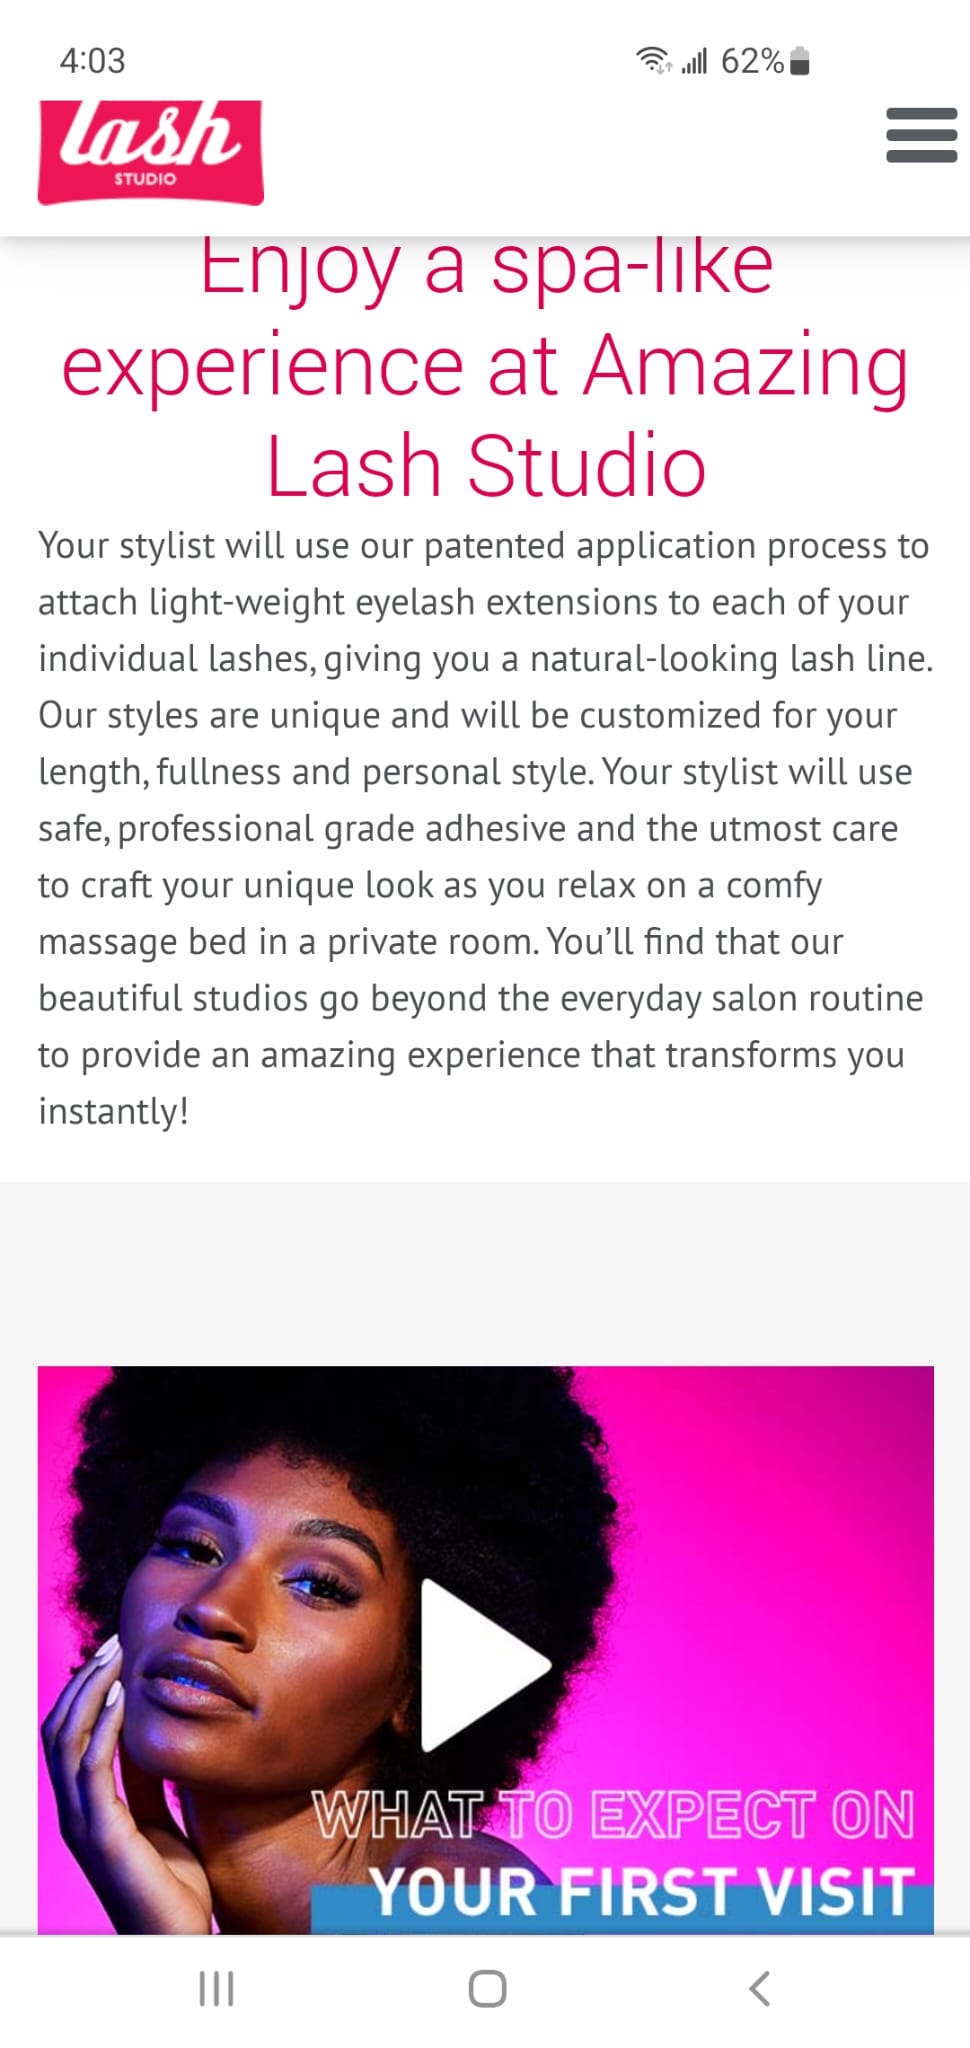 4:03
62%
lash
STUDIO
Enjoy a spa-like
experience at Amazing
Lash Studio
Your stylist will use our patented application process to
attach light-weight eyelash extensions to each of your
individual lashes, giving you a natural-looking lash line.
Our styles are unique and will be customized for your
length, fullness and personal style. Your stylist will use
safe, professional grade adhesive and the utmost care
to craft your unique look as you relax on a comfy
massage bed in a private room. You’ll find that our
beautiful studios go beyond the everyday salon routine
to provide an amazing experience that transforms you
instantly!
WHAT TO EXPECT ON
YOUR FIRST VISIT